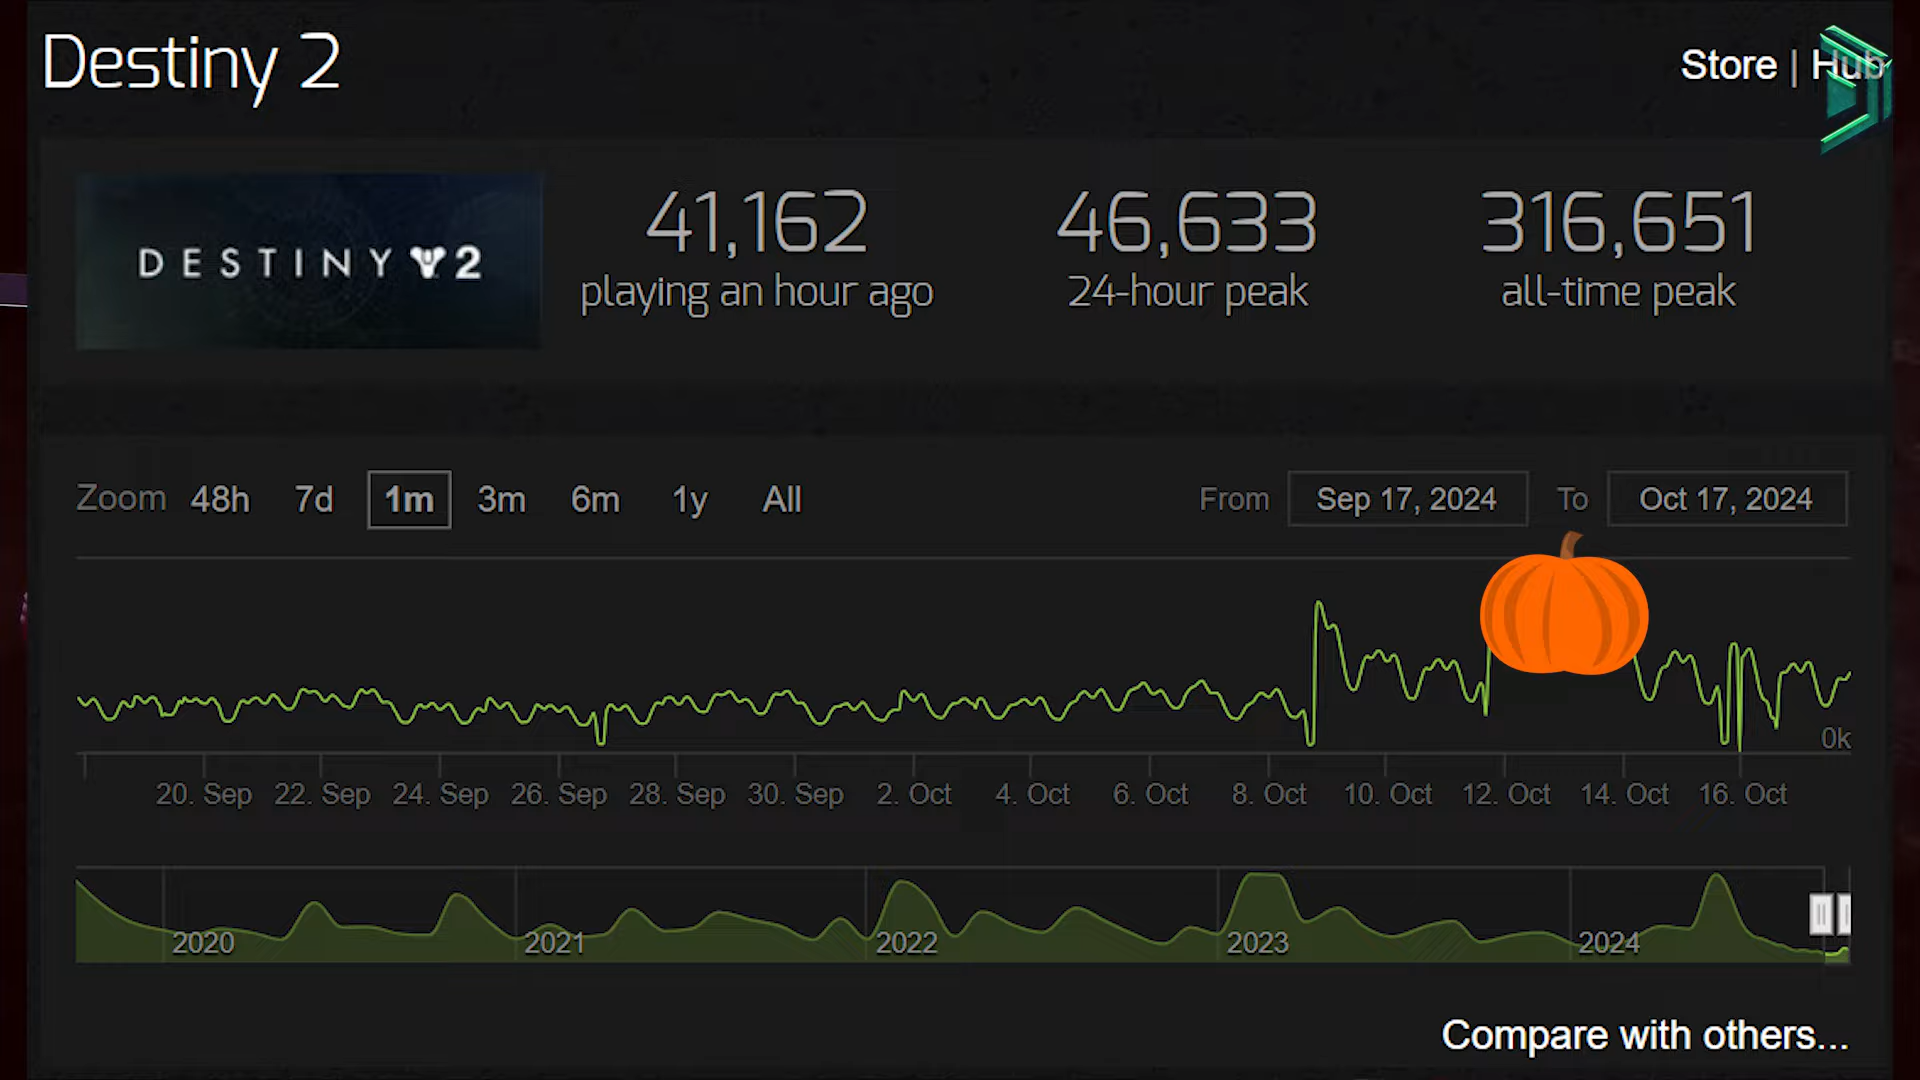 Destiny 2
Store | Hub
DESTINY 2
41,162
playing an hour ago
46,633
24-hour peak
316,651
all-time peak
Zoom 48h 7d 1m 3m 6m 1y All
From Sep 17, 2024 To Oct 17, 2024
0k
20. Sep 22. Sep 24. Sep 26. Sep 28. Sep 30. Sep 2. Oct 4. Oct 6. Oct 8. Oct 10. Oct 12. Oct 14. Oct 16. Oct
2020 2021 2022 2023 2024
Compare with others...